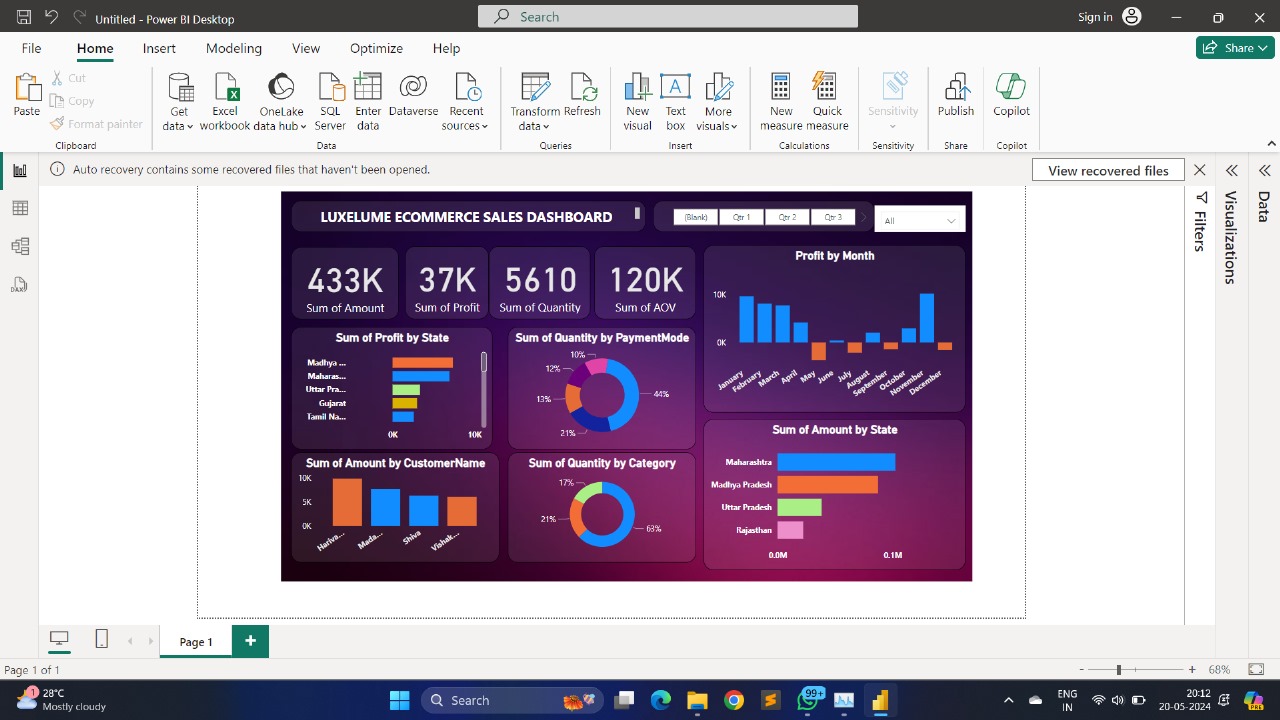 Untitled - Power BI Desktop
Search
Sign in
File Home Insert Modeling View Optimize Help
Share
Paste
Cut
Copy
Format painter
Clipboard
Get data
Excel workbook
OneLake data hub
SQL Server
Enter data
Dataverse
Recent sources
Data
Transform data
Refresh
Queries
New visual
Text box
More visuals
Insert
New measure
Quick measure
Calculations
Sensitivity
Sensitivity
Publish
Share
Copilot
Copilot
Auto recovery contains some recovered files that haven't been opened.
View recovered files
Filters
Visualizations
Data
DAX
LUXELUME ECOMMERCE SALES DASHBOARD
(Blank) Qtr 1 Qtr 2 Qtr 3
All
433K
Sum of Amount
37K
Sum of Profit
5610
Sum of Quantity
120K
Sum of AOV
Profit by Month
10K
0K
January
February
March
April
May
June
July
August
September
October
November
December
Sum of Profit by State
Madhya ...
Maharas...
Uttar Pra...
Gujarat
Tamil Na...
0K 10K
Sum of Quantity by PaymentMode
10%
12%
13%
21%
44%
Sum of Amount by State
Maharashtra
Madhya Pradesh
Uttar Pradesh
Rajasthan
0.0M 0.1M
Sum of Amount by CustomerName
10K
5K
0K
Hariva...
Mada...
Shiva
Vishak...
Sum of Quantity by Category
17%
21%
63%
Page 1
+
Page 1 of 1
- + 68%
1
28°C
Mostly cloudy
Search
99+
ENG
IN
20:12
20-05-2024
PRE